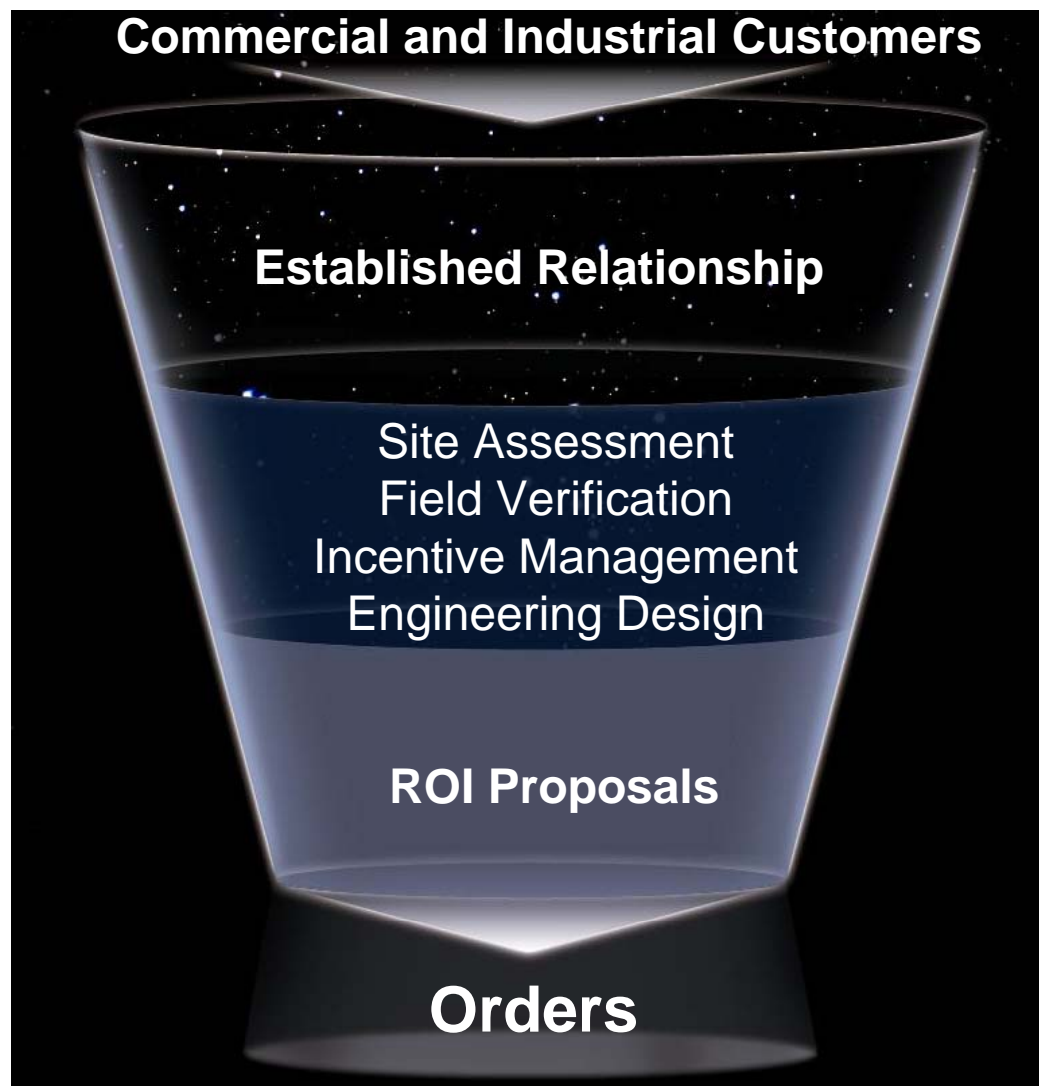 Commercial and Industrial Customers
Established Relationship
Site Assessment
Field Verification
Incentive Management
Engineering Design
ROI Proposals
Orders